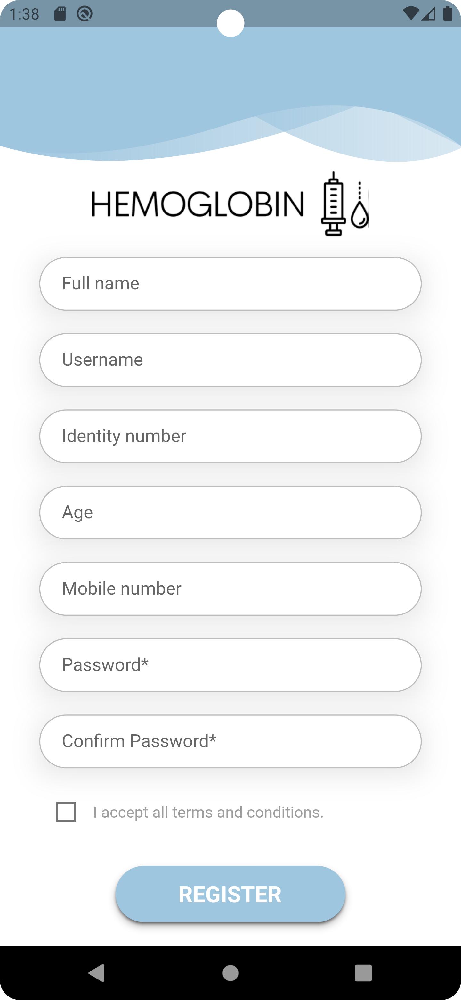 1:38
HEMOGLOBIN
Full name
Username
Identity number
Age
Mobile number
Password*
Confirm Password*
I accept all terms and conditions.
REGISTER